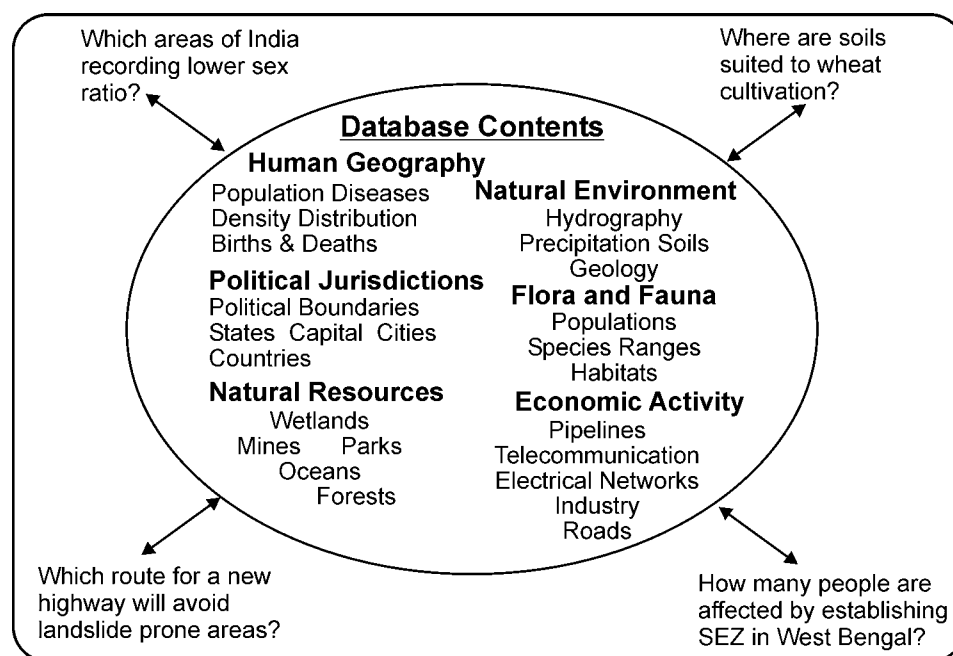 Which areas of India
recording lower sex
ratio?
Where are soils
suited to wheat
cultivation?
Database Contents
Human Geography
Population Diseases
Density Distribution
Births & Deaths
Political Jurisdictions
Political Boundaries
States Capital Cities
Countries
Natural Resources
Wetlands
Mines Parks
Oceans
Forests
Natural Environment
Hydrography
Precipitation Soils
Geology
Flora and Fauna
Populations
Species Ranges
Habitats
Economic Activity
Pipelines
Telecommunication
Electrical Networks
Industry
Roads
Which route for a new
highway will avoid
landslide prone areas?
How many people are
affected by establishing
SEZ in West Bengal?